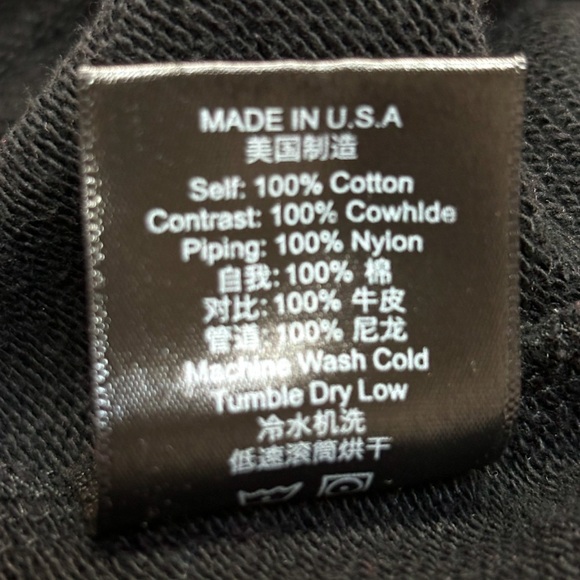 MADE IN U.S.A
美国制造
Self: 100% Cotton
Contrast: 100% Cowhide
Piping: 100% Nylon
自我: 100% 棉
对比: 100% 牛皮
管道: 100% 尼龙
Machine Wash Cold
Tumble Dry Low
冷水机洗
低速滚筒烘干